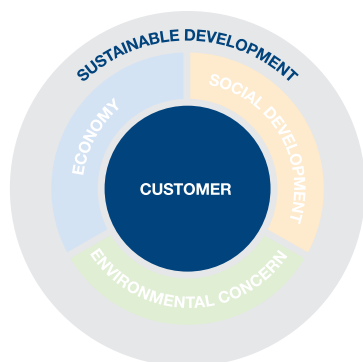 SUSTAINABLE DEVELOPMENT
ECONOMY
SOCIAL DEVELOPMENT
CUSTOMER
ENVIRONMENTAL CONCERN